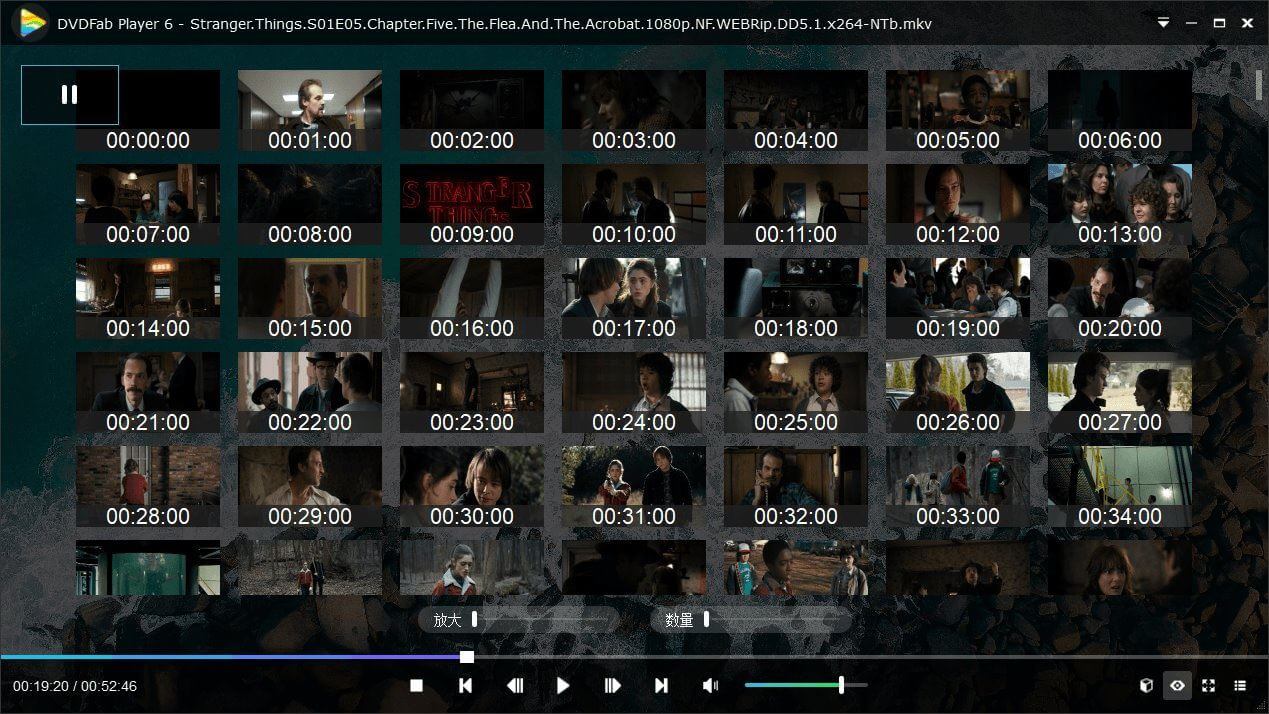 DVDFab Player 6 - Stranger.Things.S01E05.Chapter.Five.The.Flea.And.The.Acrobat.1080p.NF.WEBRip.DD5.1.x264-NTb.mkv
00:00:00 00:01:00 00:02:00 00:03:00 00:04:00 00:05:00 00:06:00
STRANGER
THINGS
00:07:00 00:08:00 00:09:00 00:10:00 00:11:00 00:12:00 00:13:00
00:14:00 00:15:00 00:16:00 00:17:00 00:18:00 00:19:00 00:20:00
00:21:00 00:22:00 00:23:00 00:24:00 00:25:00 00:26:00 00:27:00
00:28:00 00:29:00 00:30:00 00:31:00 00:32:00 00:33:00 00:34:00
放大 数量
00:19:20 / 00:52:46